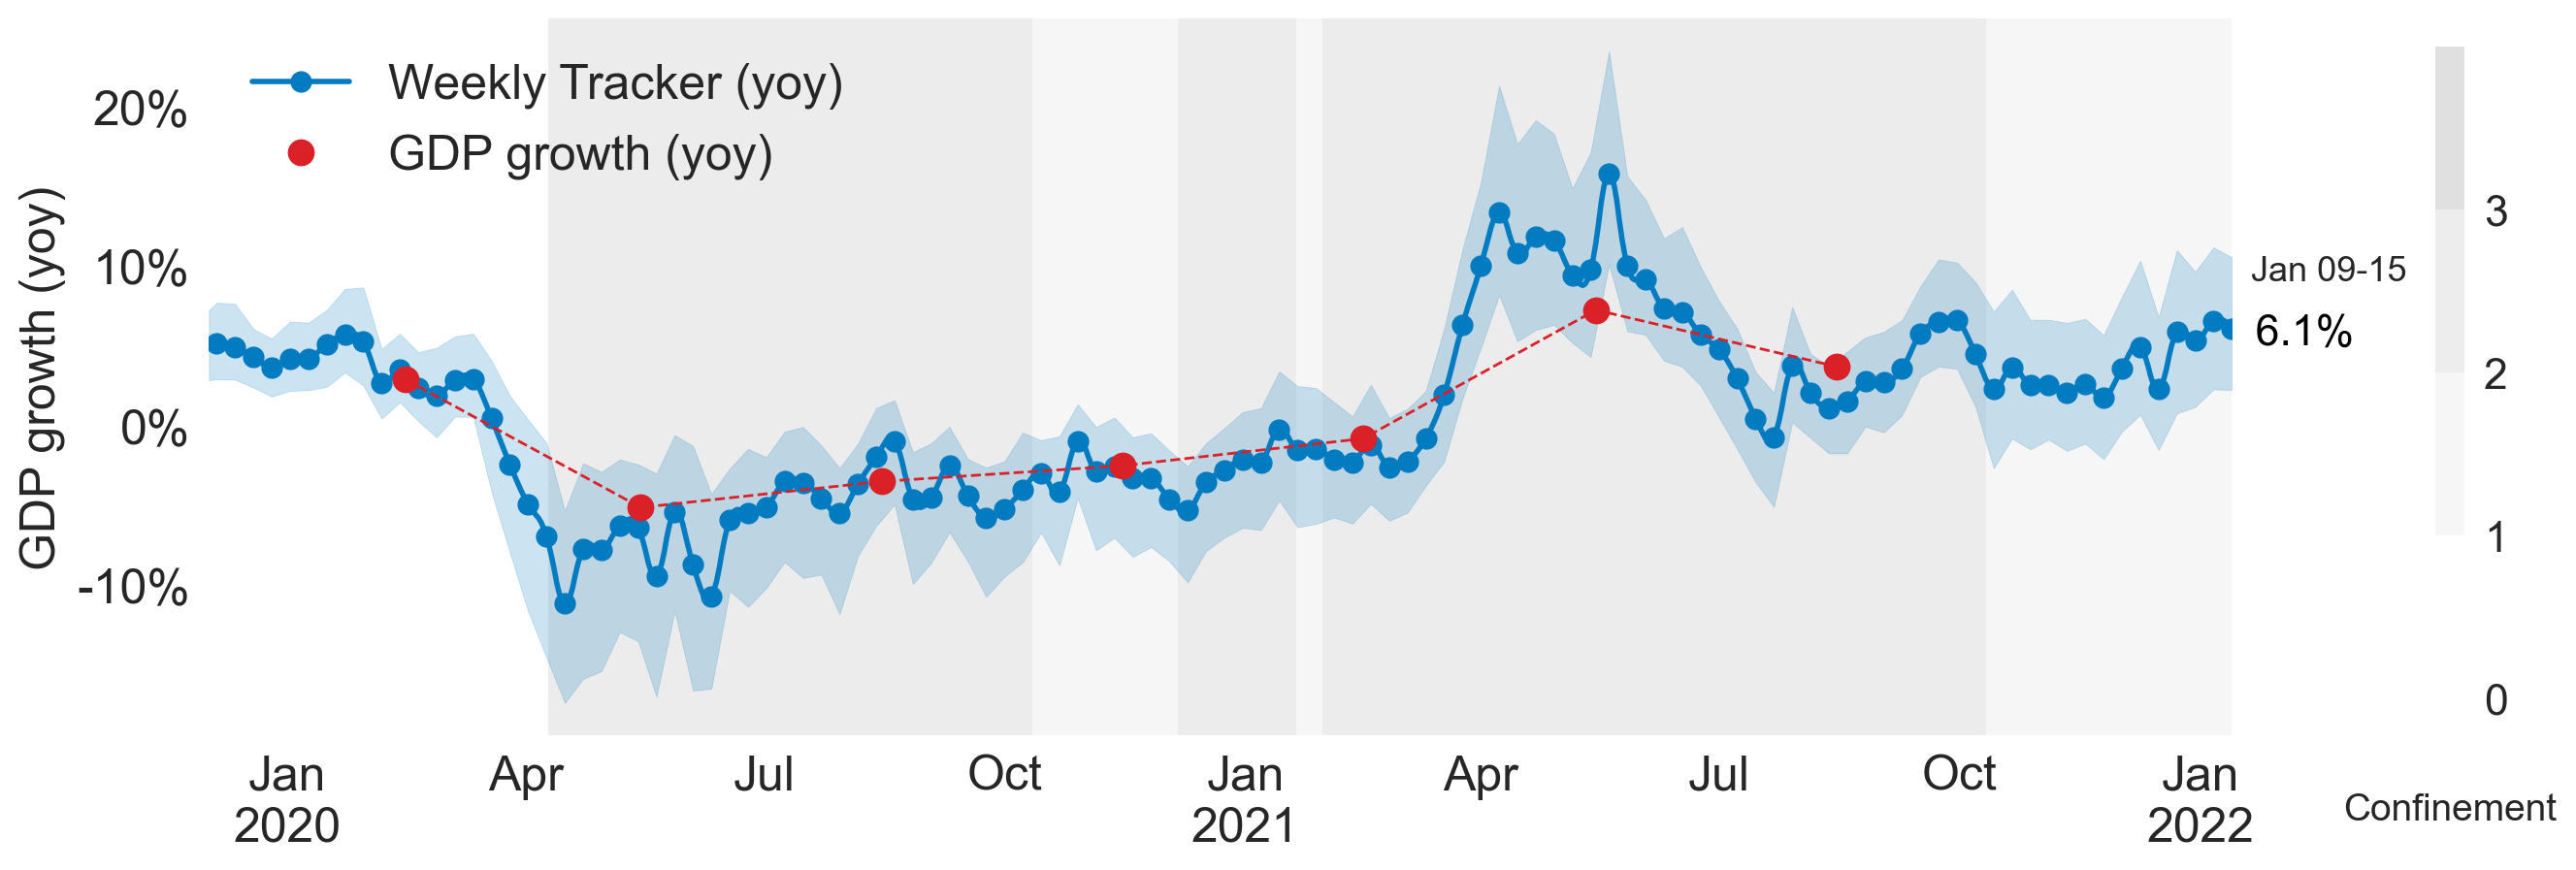 Weekly Tracker (yoy)
GDP growth (yoy)
GDP growth (yoy)
20%
10%
0%
-10%
Jan
2020
Apr
Jul
Oct
Jan
2021
Apr
Jul
Oct
Jan
2022
Jan 09-15
6.1%
3
2
1
0
Confinement